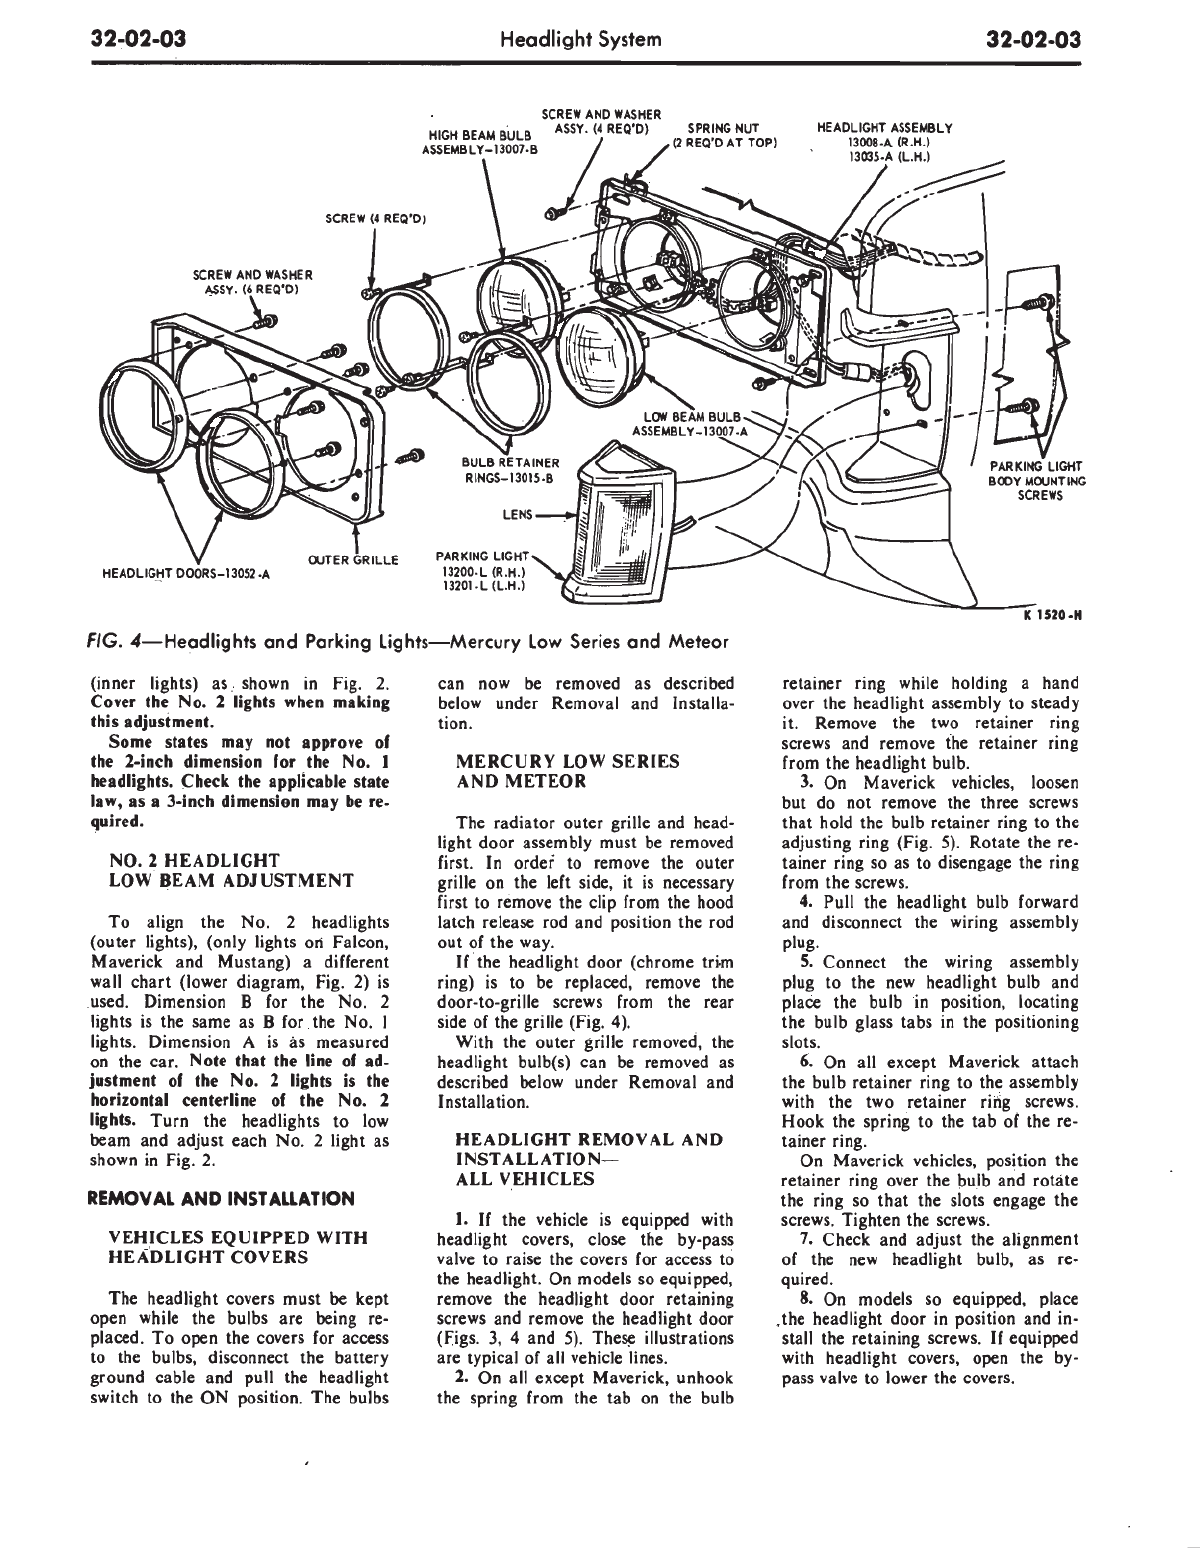 32-02-03
Headlight System
32-02-03
SCREW AND WASHER
ASSY. (4 REQ'D)
HIGH BEAM BULB
ASSEMBLY-13007-B
SPRING NUT
(2 REQ'D AT TOP)
HEADLIGHT ASSEMBLY
13008-A (R.H.)
13035-A (L.H.)
SCREW (4 REQ'D)
SCREW AND WASHER
ASSY. (6 REQ'D)
LOW BEAM BULB
ASSEMBLY-13007-A
BULB RETAINER
RINGS-13015-B
PARKING LIGHT
BODY MOUNTING
SCREWS
LENS
OUTER GRILLE
PARKING LIGHT
13200-L (R.H.)
13201-L (L.H.)
HEADLIGHT DOORS-13052-A
K 1520-H
FIG. 4—Headlights and Parking Lights—Mercury Low Series and Meteor
(inner lights) as shown in Fig. 2.
Cover the No. 2 lights when making
this adjustment.
Some states may not approve of
the 2-inch dimension for the No. 1
headlights. Check the applicable state
law, as a 3-inch dimension may be re-
quired.
NO. 2 HEADLIGHT
LOW BEAM ADJUSTMENT
To align the No. 2 headlights
(outer lights), (only lights on Falcon,
Maverick and Mustang) a different
wall chart (lower diagram, Fig. 2) is
used. Dimension B for the No. 2
lights is the same as B for the No. 1
lights. Dimension A is as measured
on the car. Note that the line of ad-
justment of the No. 2 lights is the
horizontal centerline of the No. 2
lights. Turn the headlights to low
beam and adjust each No. 2 light as
shown in Fig. 2.
REMOVAL AND INSTALLATION
VEHICLES EQUIPPED WITH
HEADLIGHT COVERS
The headlight covers must be kept
open while the bulbs are being re-
placed. To open the covers for access
to the bulbs, disconnect the battery
ground cable and pull the headlight
switch to the ON position. The bulbs
can now be removed as described
below under Removal and Installa-
tion.
MERCURY LOW SERIES
AND METEOR
The radiator outer grille and head-
light door assembly must be removed
first. In order to remove the outer
grille on the left side, it is necessary
first to remove the clip from the hood
latch release rod and position the rod
out of the way.
If the headlight door (chrome trim
ring) is to be replaced, remove the
door-to-grille screws from the rear
side of the grille (Fig. 4).
With the outer grille removed, the
headlight bulb(s) can be removed as
described below under Removal and
Installation.
HEADLIGHT REMOVAL AND
INSTALLATION—
ALL VEHICLES
1. If the vehicle is equipped with
headlight covers, close the by-pass
valve to raise the covers for access to
the headlight. On models so equipped,
remove the headlight door retaining
screws and remove the headlight door
(Figs. 3, 4 and 5). These illustrations
are typical of all vehicle lines.
2. On all except Maverick, unhook
the spring from the tab on the bulb
retainer ring while holding a hand
over the headlight assembly to steady
it. Remove the two retainer ring
screws and remove the retainer ring
from the headlight bulb.
3. On Maverick vehicles, loosen
but do not remove the three screws
that hold the bulb retainer ring to the
adjusting ring (Fig. 5). Rotate the re-
tainer ring so as to disengage the ring
from the screws.
4. Pull the headlight bulb forward
and disconnect the wiring assembly
plug.
5. Connect the wiring assembly
plug to the new headlight bulb and
place the bulb in position, locating
the bulb glass tabs in the positioning
slots.
6. On all except Maverick attach
the bulb retainer ring to the assembly
with the two retainer ring screws.
Hook the spring to the tab of the re-
tainer ring.
On Maverick vehicles, position the
retainer ring over the bulb and rotate
the ring so that the slots engage the
screws. Tighten the screws.
7. Check and adjust the alignment
of the new headlight bulb, as re-
quired.
8. On models so equipped, place
the headlight door in position and in-
stall the retaining screws. If equipped
with headlight covers, open the by-
pass valve to lower the covers.